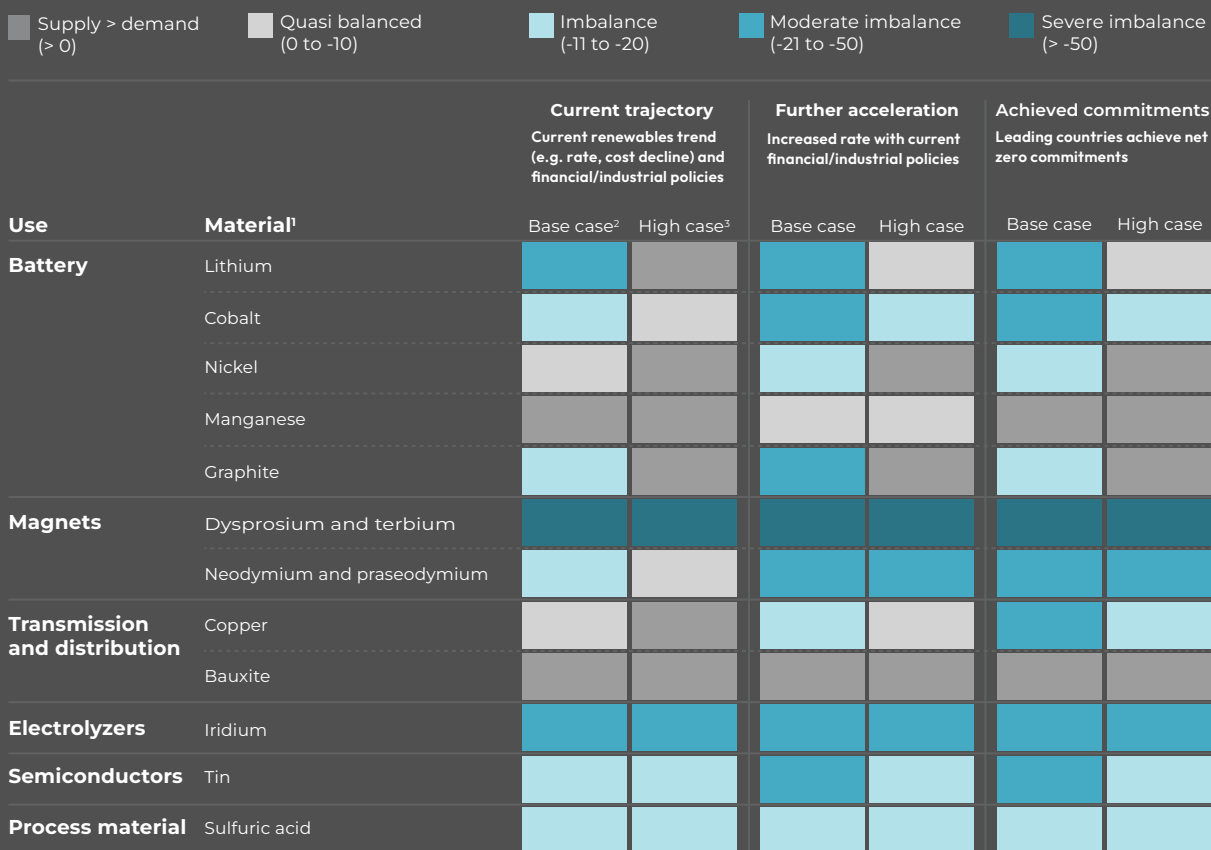 Supply > demand
(> 0)
Quasi balanced
(0 to -10)
Imbalance
(-11 to -20)
Moderate imbalance
(-21 to -50)
Severe imbalance
(> -50)
Current trajectory
Current renewables trend
(e.g. rate, cost decline) and
financial/industrial policies
Further acceleration
Increased rate with current
financial/industrial policies
Achieved commitments
Leading countries achieve net
zero commitments
Use Material¹ Base case² High case³ Base case High case Base case High case
Battery Lithium
Cobalt
Nickel
Manganese
Graphite
Magnets Dysprosium and terbium
Neodymium and praseodymium
Transmission
and distribution
Copper
Bauxite
Electrolyzers Iridium
Semiconductors Tin
Process material Sulfuric acid